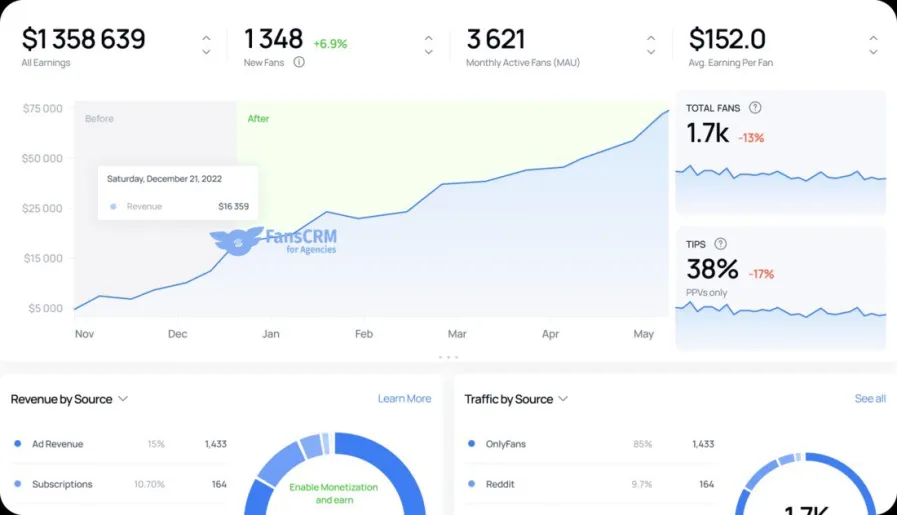 $1 358 639
All Earnings
1 348 +6.9%
New Fans
3 621
Monthly Active Fans (MAU)
$152.0
Avg. Earning Per Fan
$75 000
$50 000
$25 000
$15 000
$5 000
Before
After
Saturday, December 21, 2022
Revenue $16 359
FansCRM
for Agencies
Nov Dec Jan Feb Mar Apr May
TOTAL FANS ?
1.7k -13%
TIPS ?
38% -17%
PPVs only
Revenue by Source
Learn More
Ad Revenue 15% 1,433
Subscriptions 10.70% 164
Enable Monetization
and earn
Traffic by Source
See all
OnlyFans 85% 1,433
Reddit 9.7% 164
1.7K